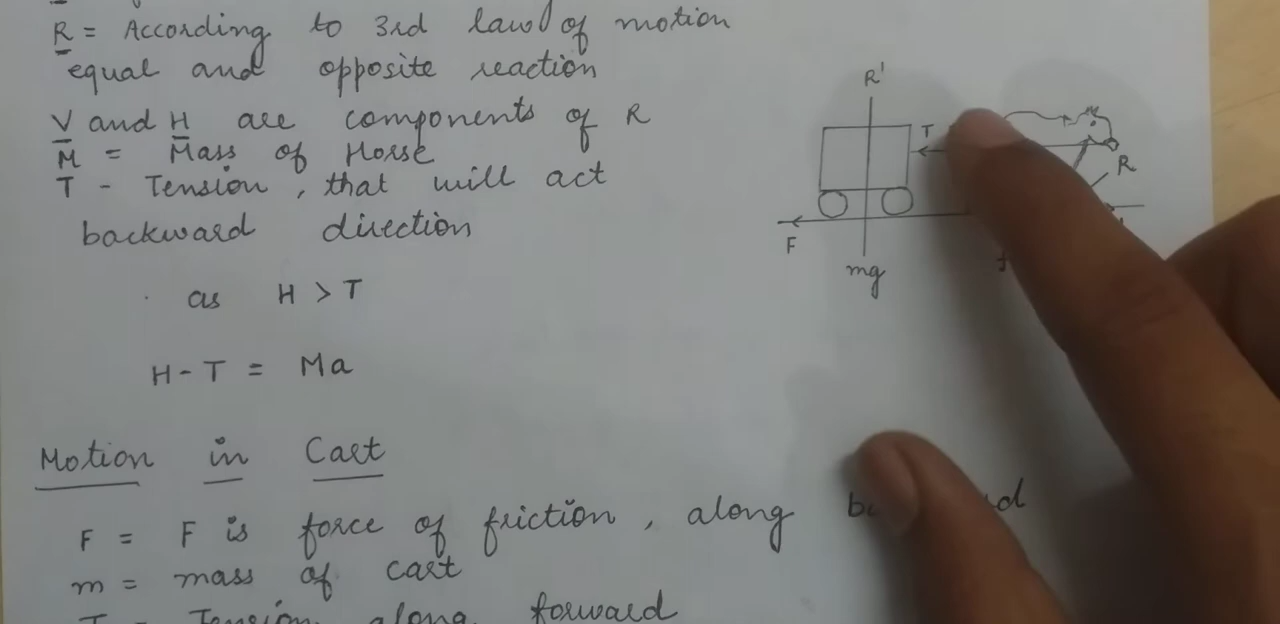 R = According to 3rd law of motion
equal and opposite reaction
V and H are components of R
M = Mass of Horse
T - Tension, that will act
backward direction
as H > T
H - T = Ma
Motion in Cart
F = F is force of friction, along
m = mass of cart
T - Tension along forward
R'
T
R
F
mg